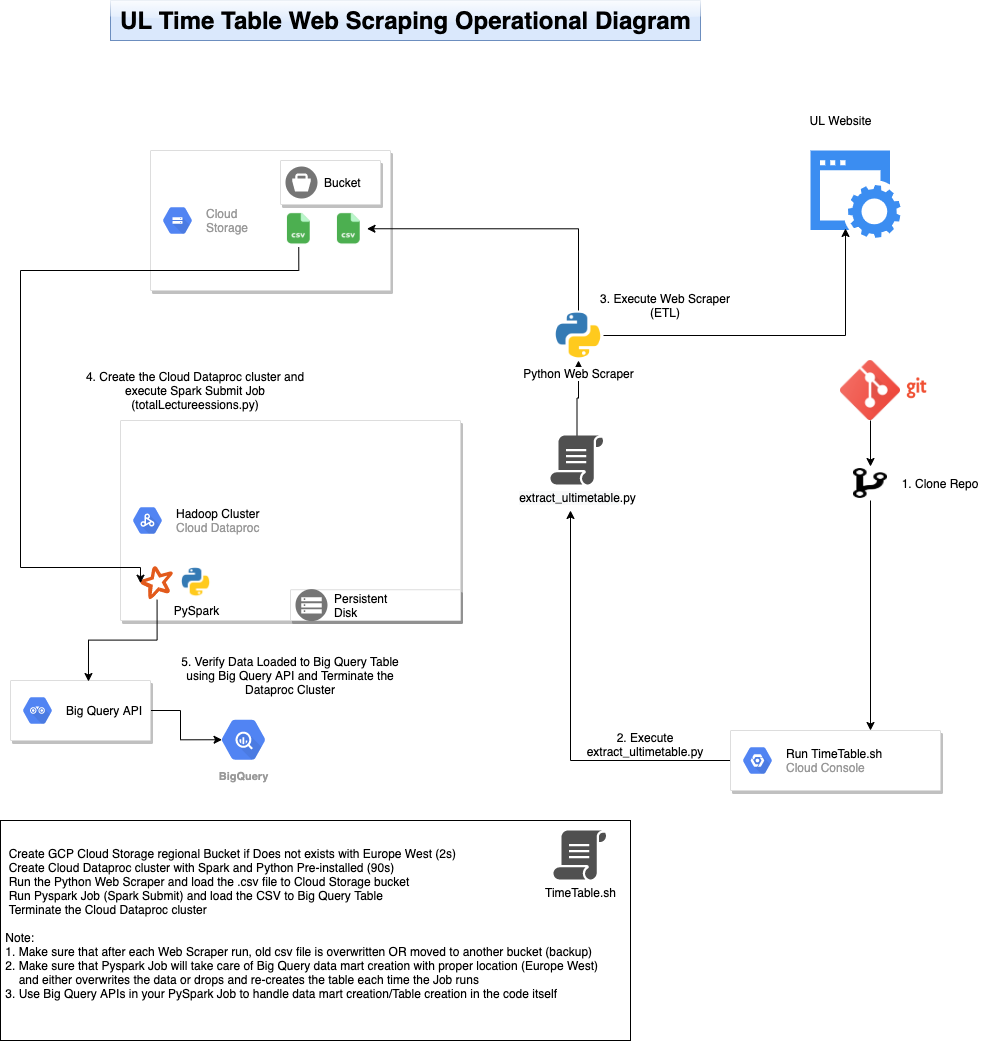 UL Time Table Web Scraping Operational Diagram
UL Website
Bucket
Cloud
Storage
csv
csv
3. Execute Web Scraper
(ETL)
Python Web Scraper
git
4. Create the Cloud Dataproc cluster and
execute Spark Submit Job
(totalLectureessions.py)
1. Clone Repo
extract_ultimetable.py
Hadoop Cluster
Cloud Dataproc
PySpark
Persistent
Disk
5. Verify Data Loaded to Big Query Table
using Big Query API and Terminate the
Dataproc Cluster
Big Query API
BigQuery
2. Execute
extract_ultimetable.py
Run TimeTable.sh
Cloud Console
Create GCP Cloud Storage regional Bucket if Does not exists with Europe West (2s)
Create Cloud Dataproc cluster with Spark and Python Pre-installed (90s)
Run the Python Web Scraper and load the .csv file to Cloud Storage bucket
Run Pyspark Job (Spark Submit) and load the CSV to Big Query Table
Terminate the Cloud Dataproc cluster
TimeTable.sh
Note:
1. Make sure that after each Web Scraper run, old csv file is overwritten OR moved to another bucket (backup)
2. Make sure that Pyspark Job will take care of Big Query data mart creation with proper location (Europe West)
and either overwrites the data or drops and re-creates the table each time the Job runs
3. Use Big Query APIs in your PySpark Job to handle data mart creation/Table creation in the code itself